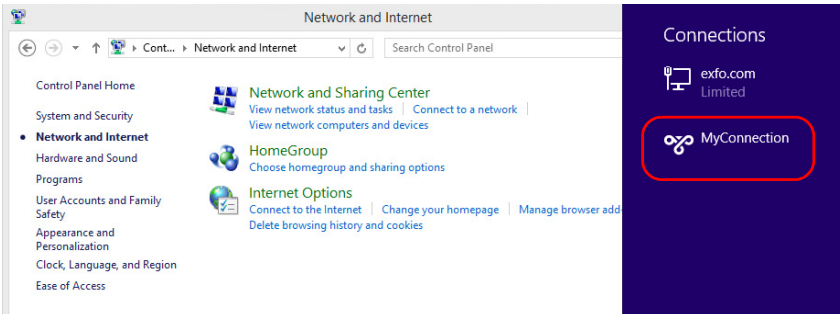 Network and Internet
Cont... Network and Internet
Search Control Panel
Control Panel Home
System and Security
Network and Internet
Hardware and Sound
Programs
User Accounts and Family
Safety
Appearance and
Personalization
Clock, Language, and Region
Ease of Access
Network and Sharing Center
View network status and tasks Connect to a network
View network computers and devices
HomeGroup
Choose homegroup and sharing options
Internet Options
Connect to the Internet Change your homepage Manage browser add-
Delete browsing history and cookies
Connections
exfo.com
Limited
MyConnection